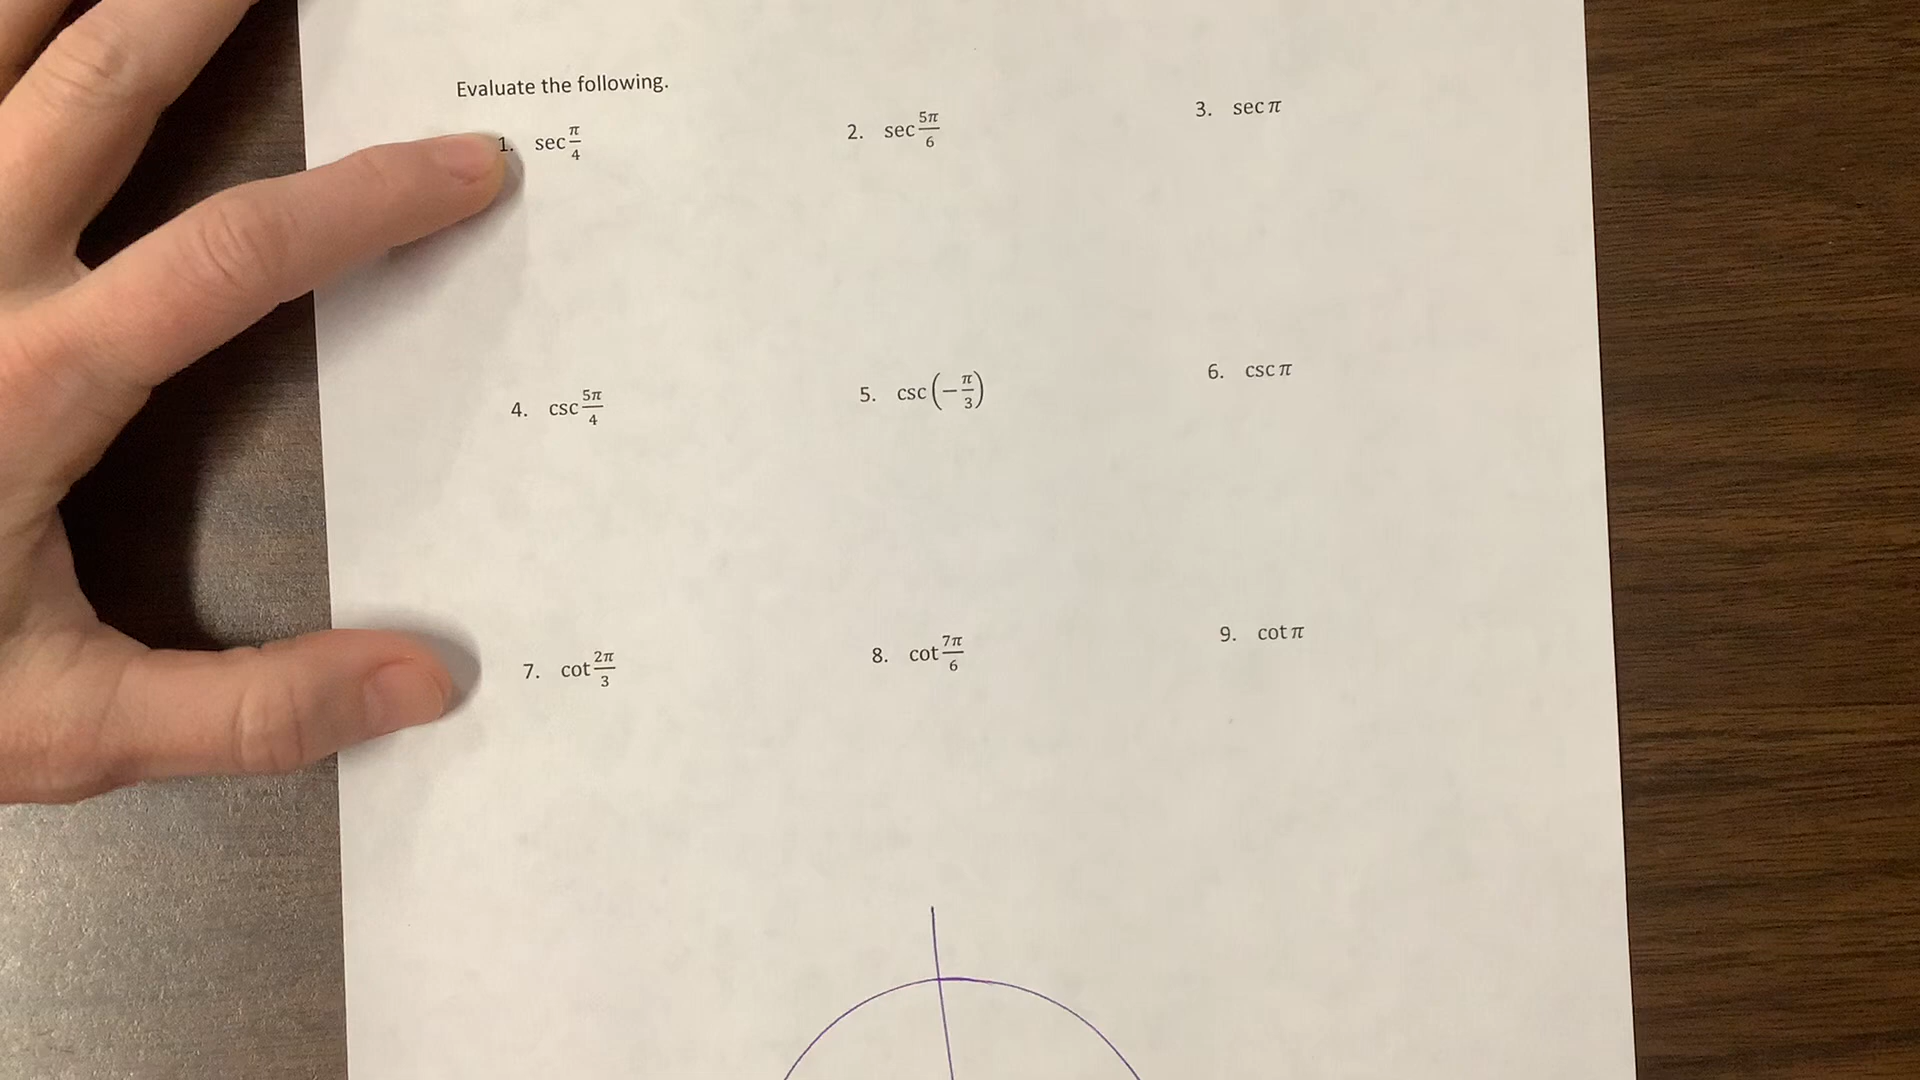 Evaluate the following.
1. sec π/4
2. sec 5π/6
3. sec π
4. csc 5π/4
5. csc (−π/3)
6. csc π
7. cot 2π/3
8. cot 7π/6
9. cot π